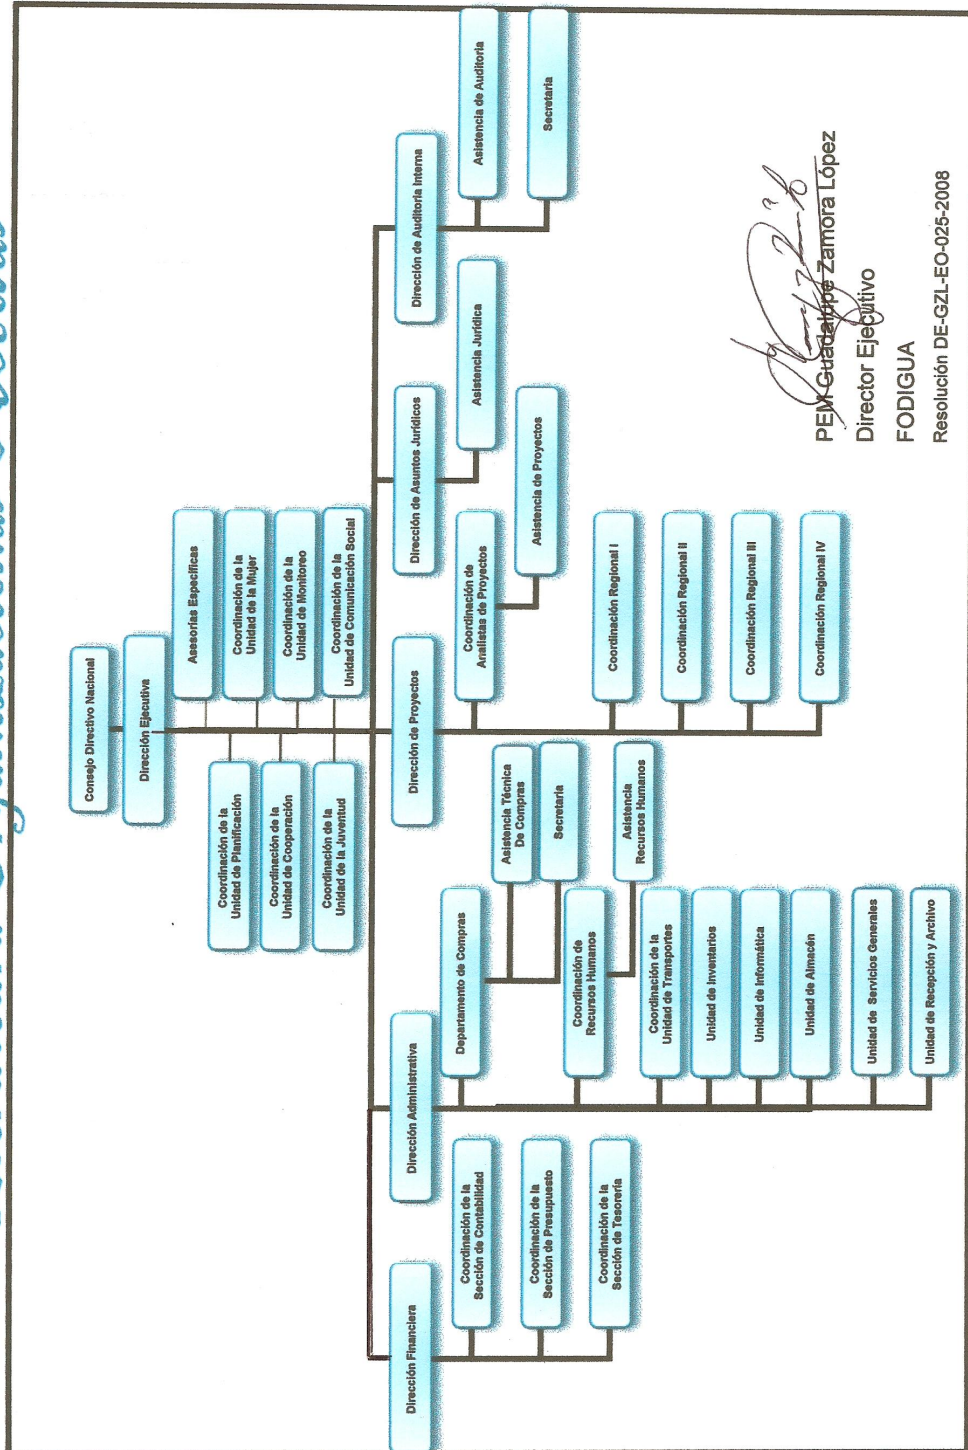 Consejo Directivo Nacional
Dirección Ejecutiva
Asesorías Específicas
Coordinación de la
Unidad de Planificación
Coordinación de la
Unidad de la Mujer
Coordinación de la
Unidad de Cooperación
Coordinación de la
Unidad de Monitoreo
Coordinación de la
Unidad de la Juventud
Coordinación de la
Unidad de Comunicación Social
Dirección Financiera
Coordinación de la
Sección de Contabilidad
Coordinación de la
Sección de Presupuesto
Coordinación de la
Sección de Tesorería
Dirección Administrativa
Departamento de Compras
Asistencia Técnica
De Compras
Secretaria
Coordinación de
Recursos Humanos
Asistencia
Recursos Humanos
Coordinación de la
Unidad de Transportes
Unidad de Inventarios
Unidad de Informática
Unidad de Almacén
Unidad de Servicios Generales
Unidad de Recepción y Archivo
Dirección de Proyectos
Coordinación de
Analistas de Proyectos
Asistencia de Proyectos
Coordinación Regional I
Coordinación Regional II
Coordinación Regional III
Coordinación Regional IV
Dirección de Asuntos Jurídicos
Asistencia Jurídica
Dirección de Auditoria Interna
Asistencia de Auditoria
Secretaria
PEM Guadalupe Zamora López
Director Ejecutivo
FODIGUA
Resolución DE-GZL-EO-025-2008